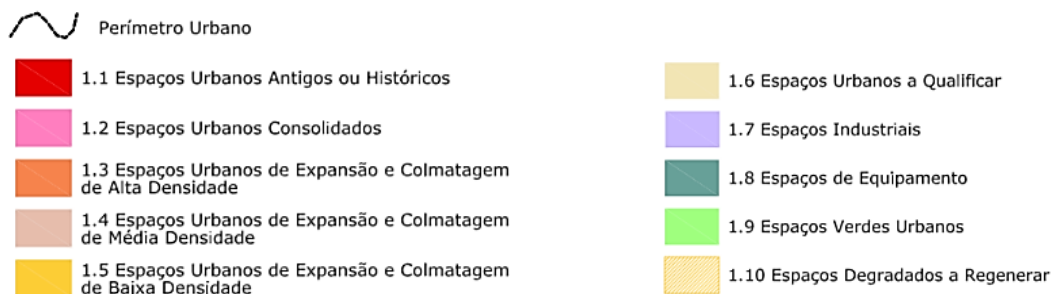 Perímetro Urbano
1.1 Espaços Urbanos Antigos ou Históricos
1.2 Espaços Urbanos Consolidados
1.3 Espaços Urbanos de Expansão e Colmatagem
de Alta Densidade
1.4 Espaços Urbanos de Expansão e Colmatagem
de Média Densidade
1.5 Espaços Urbanos de Expansão e Colmatagem
de Baixa Densidade
1.6 Espaços Urbanos a Qualificar
1.7 Espaços Industriais
1.8 Espaços de Equipamento
1.9 Espaços Verdes Urbanos
1.10 Espaços Degradados a Regenerar